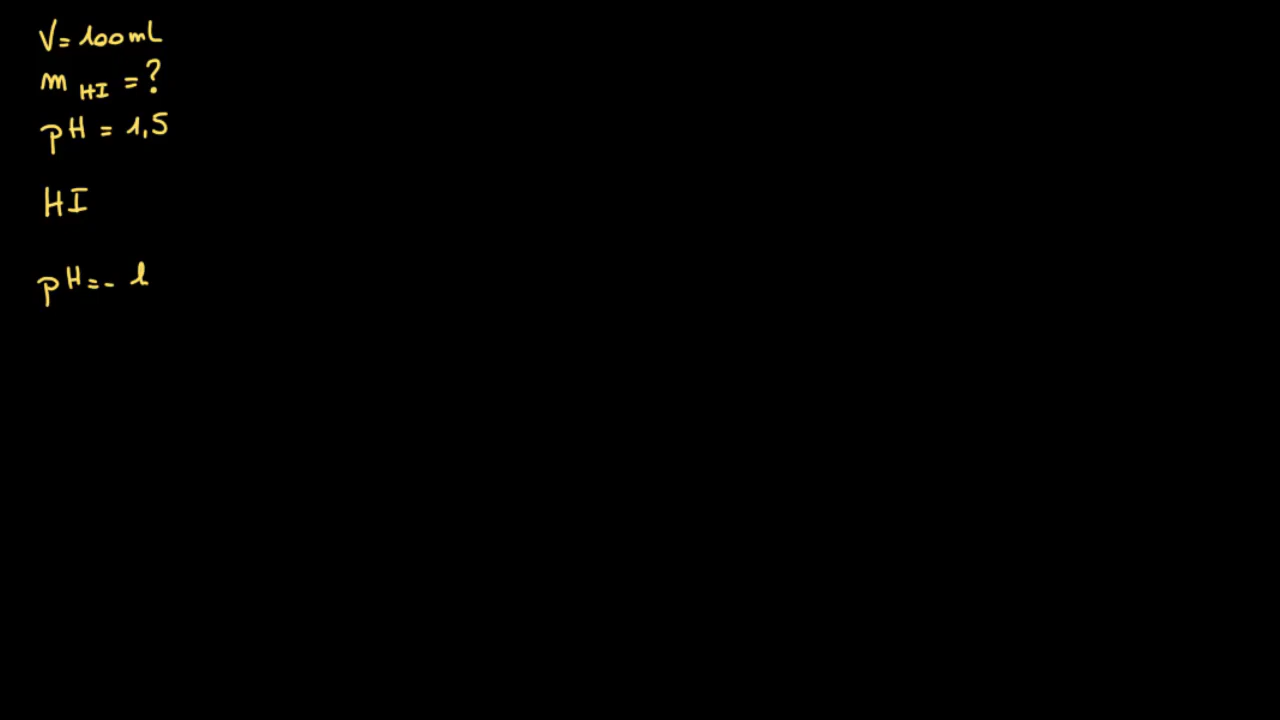 V = 100 mL
m HI = ?
pH = 1,5
HI
pH = - l